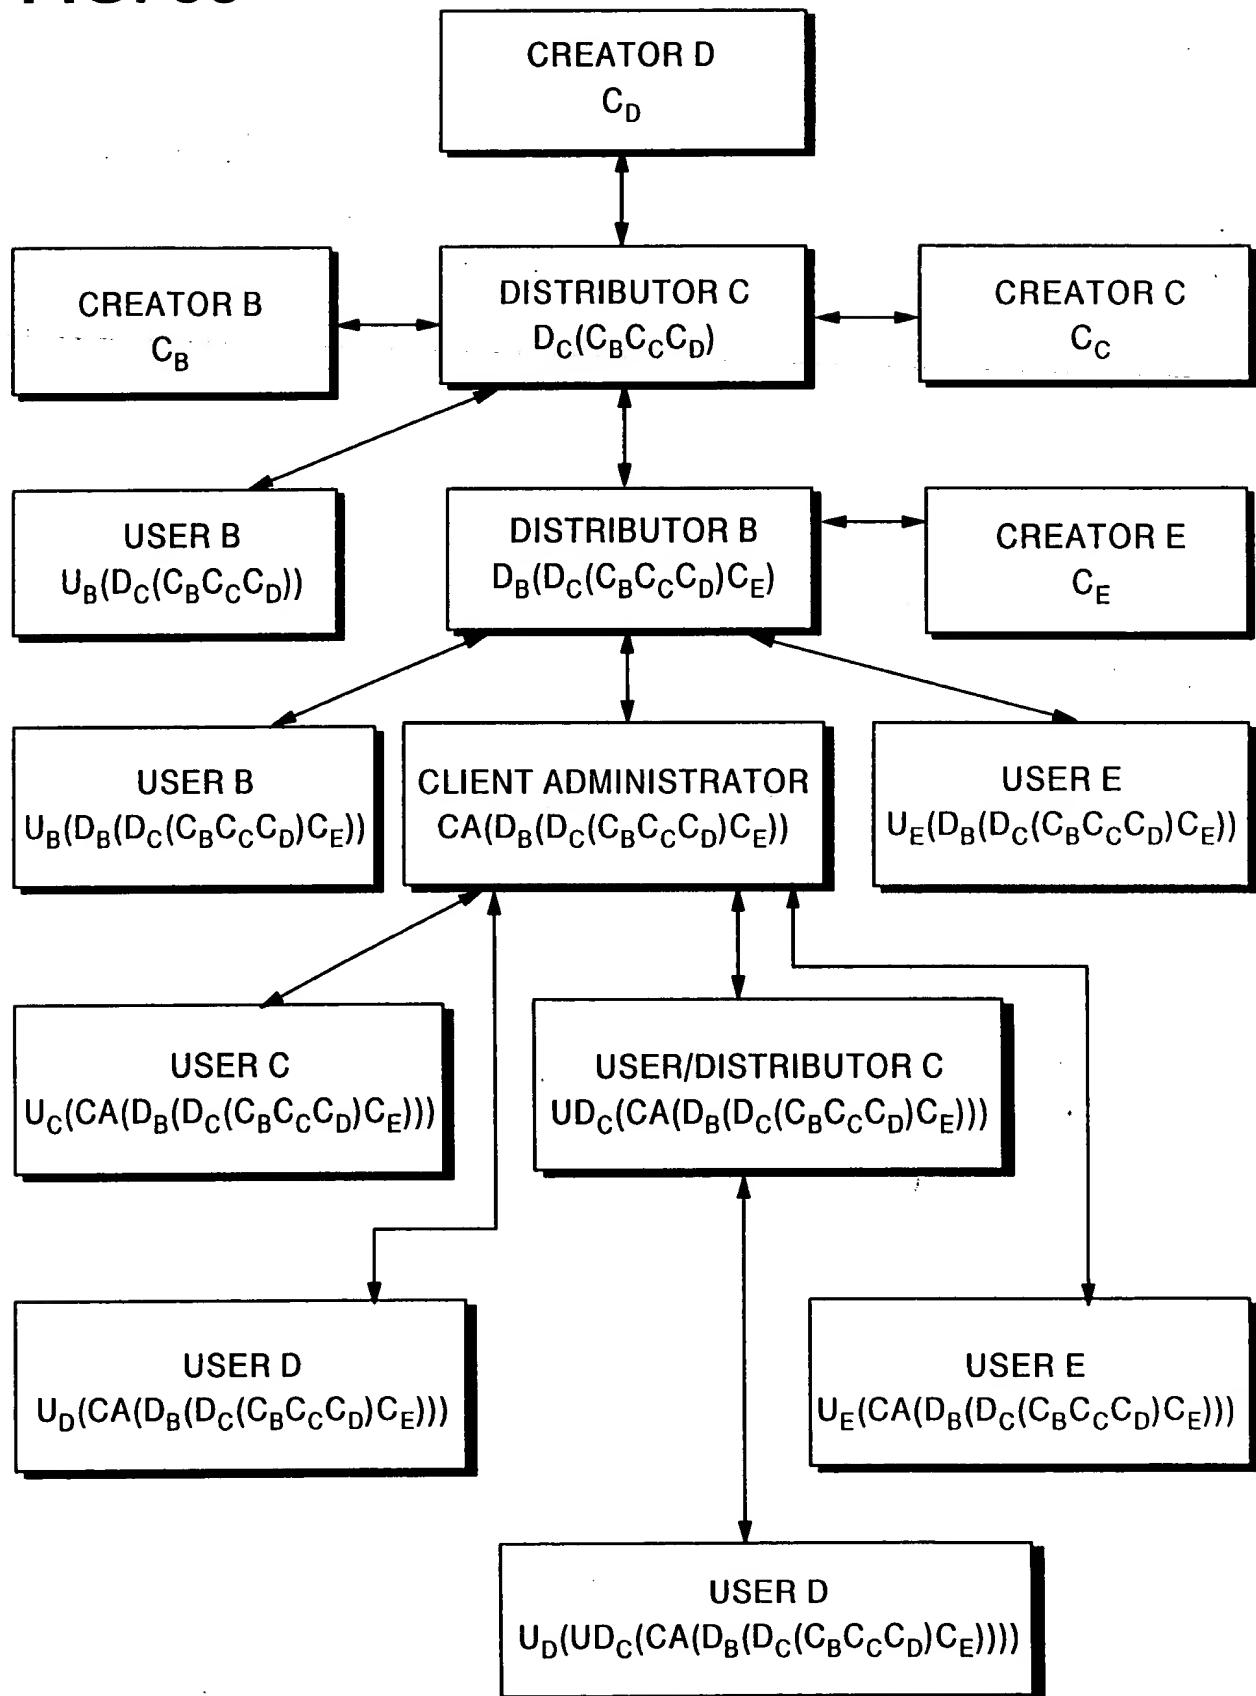 CREATOR D
C_D
CREATOR B
C_B
DISTRIBUTOR C
D_C(C_BC_CC_D)
CREATOR C
C_C
USER B
U_B(D_C(C_BC_CC_D))
DISTRIBUTOR B
D_B(D_C(C_BC_CC_D)C_E)
CREATOR E
C_E
USER B
U_B(D_B(D_C(C_BC_CC_D)C_E))
CLIENT ADMINISTRATOR
CA(D_B(D_C(C_BC_CC_D)C_E))
USER E
U_E(D_B(D_C(C_BC_CC_D)C_E))
USER C
U_C(CA(D_B(D_C(C_BC_CC_D)C_E)))
USER/DISTRIBUTOR C
UD_C(CA(D_B(D_C(C_BC_CC_D)C_E)))
USER D
U_D(CA(D_B(D_C(C_BC_CC_D)C_E)))
USER E
U_E(CA(D_B(D_C(C_BC_CC_D)C_E)))
USER D
U_D(UD_C(CA(D_B(D_C(C_BC_CC_D)C_E))))